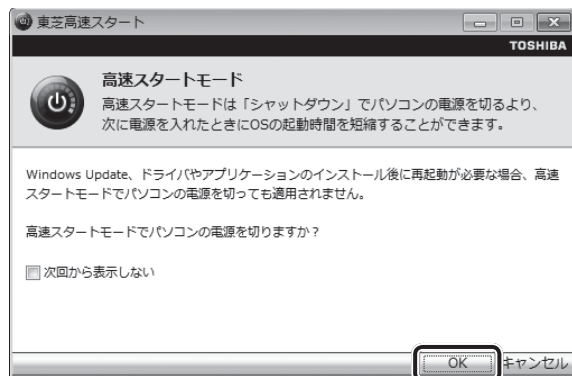 東芝高速スタート
TOSHIBA
高速スタートモード
高速スタートモードは「シャットダウン」でパソコンの電源を切るより、
次に電源を入れたときにOSの起動時間を短縮することができます。
Windows Update、ドライバやアプリケーションのインストール後に再起動が必要な場合、高速
スタートモードでパソコンの電源を切っても適用されません。
高速スタートモードでパソコンの電源を切りますか？
次回から表示しない
OK キャンセル